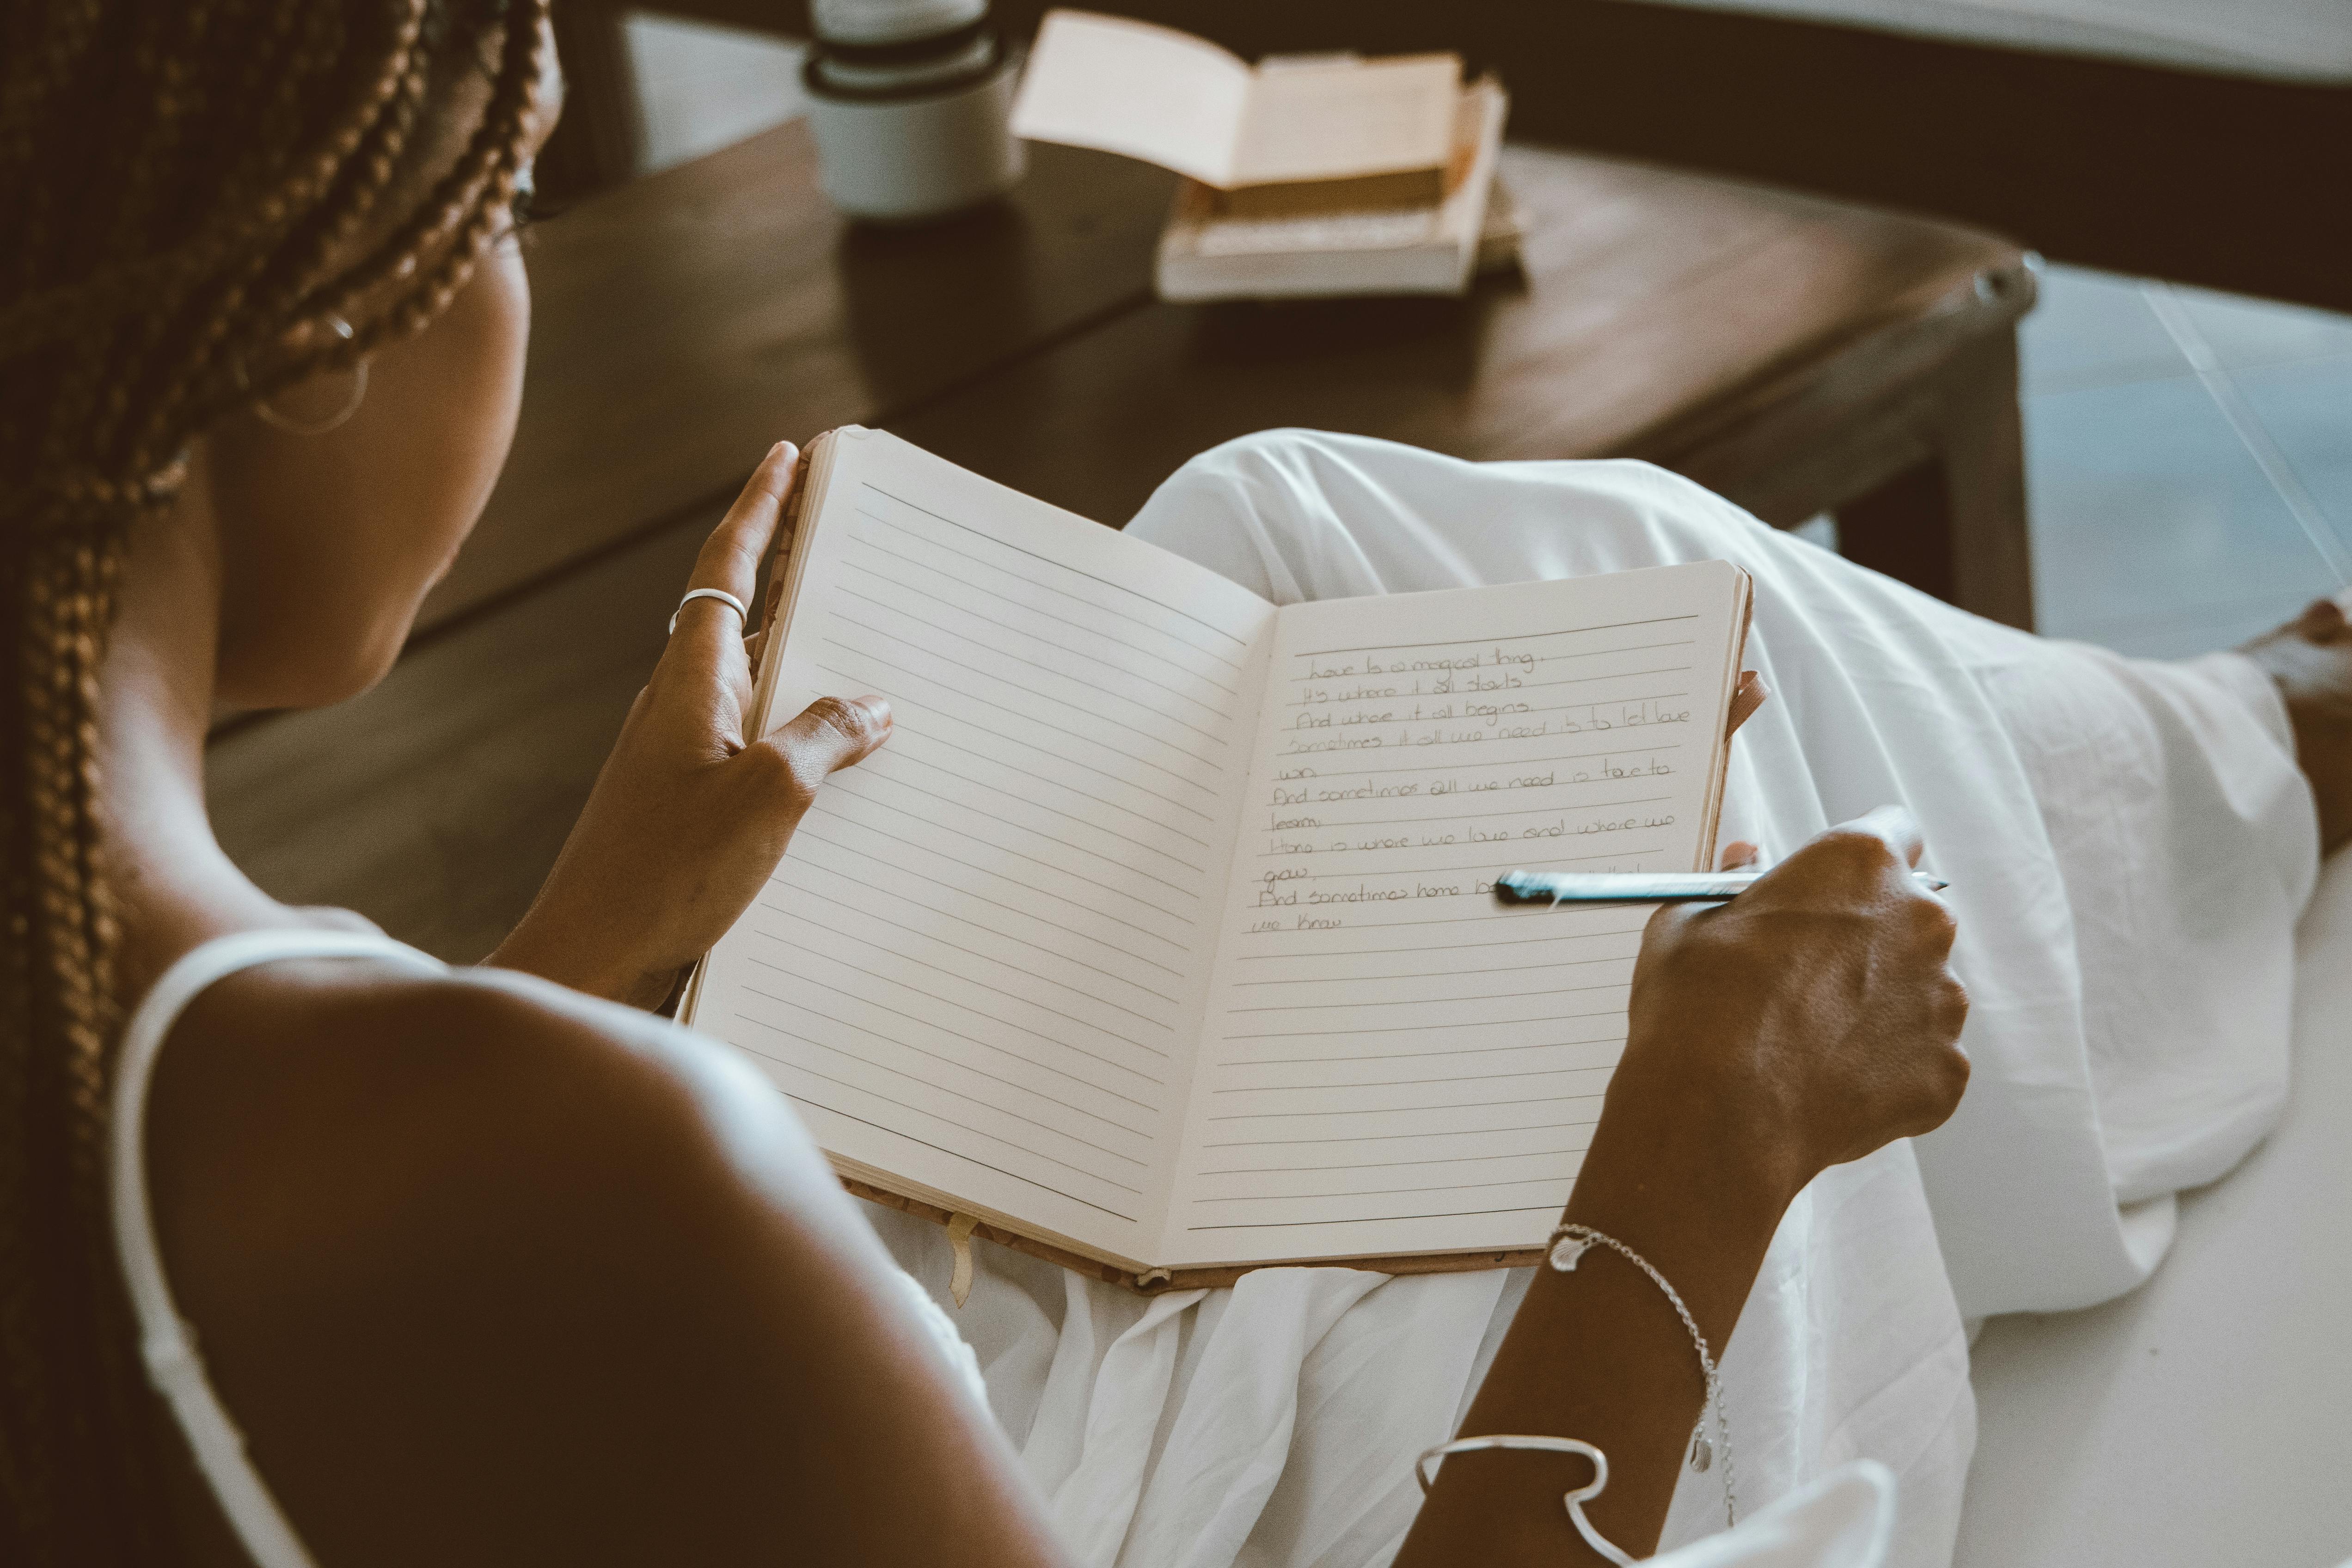 Love is a magical thing.
It's where it all starts
And where it all begins.
Sometimes it all we need is to let love
win
And sometimes all we need is to
learn.
Home is where we love and where we
grow.
And sometimes home
we know